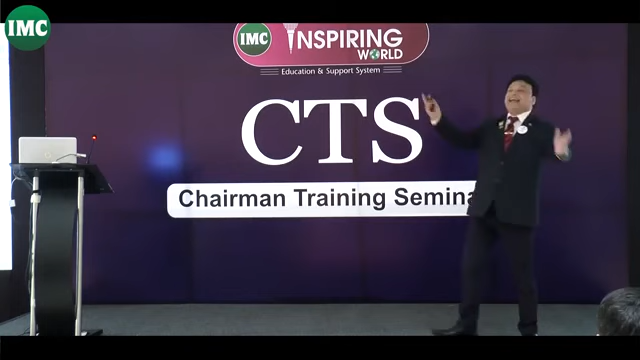 IMC
IMC
INSPIRING
WORLD
Education & Support System
CTS
Chairman Training Semina